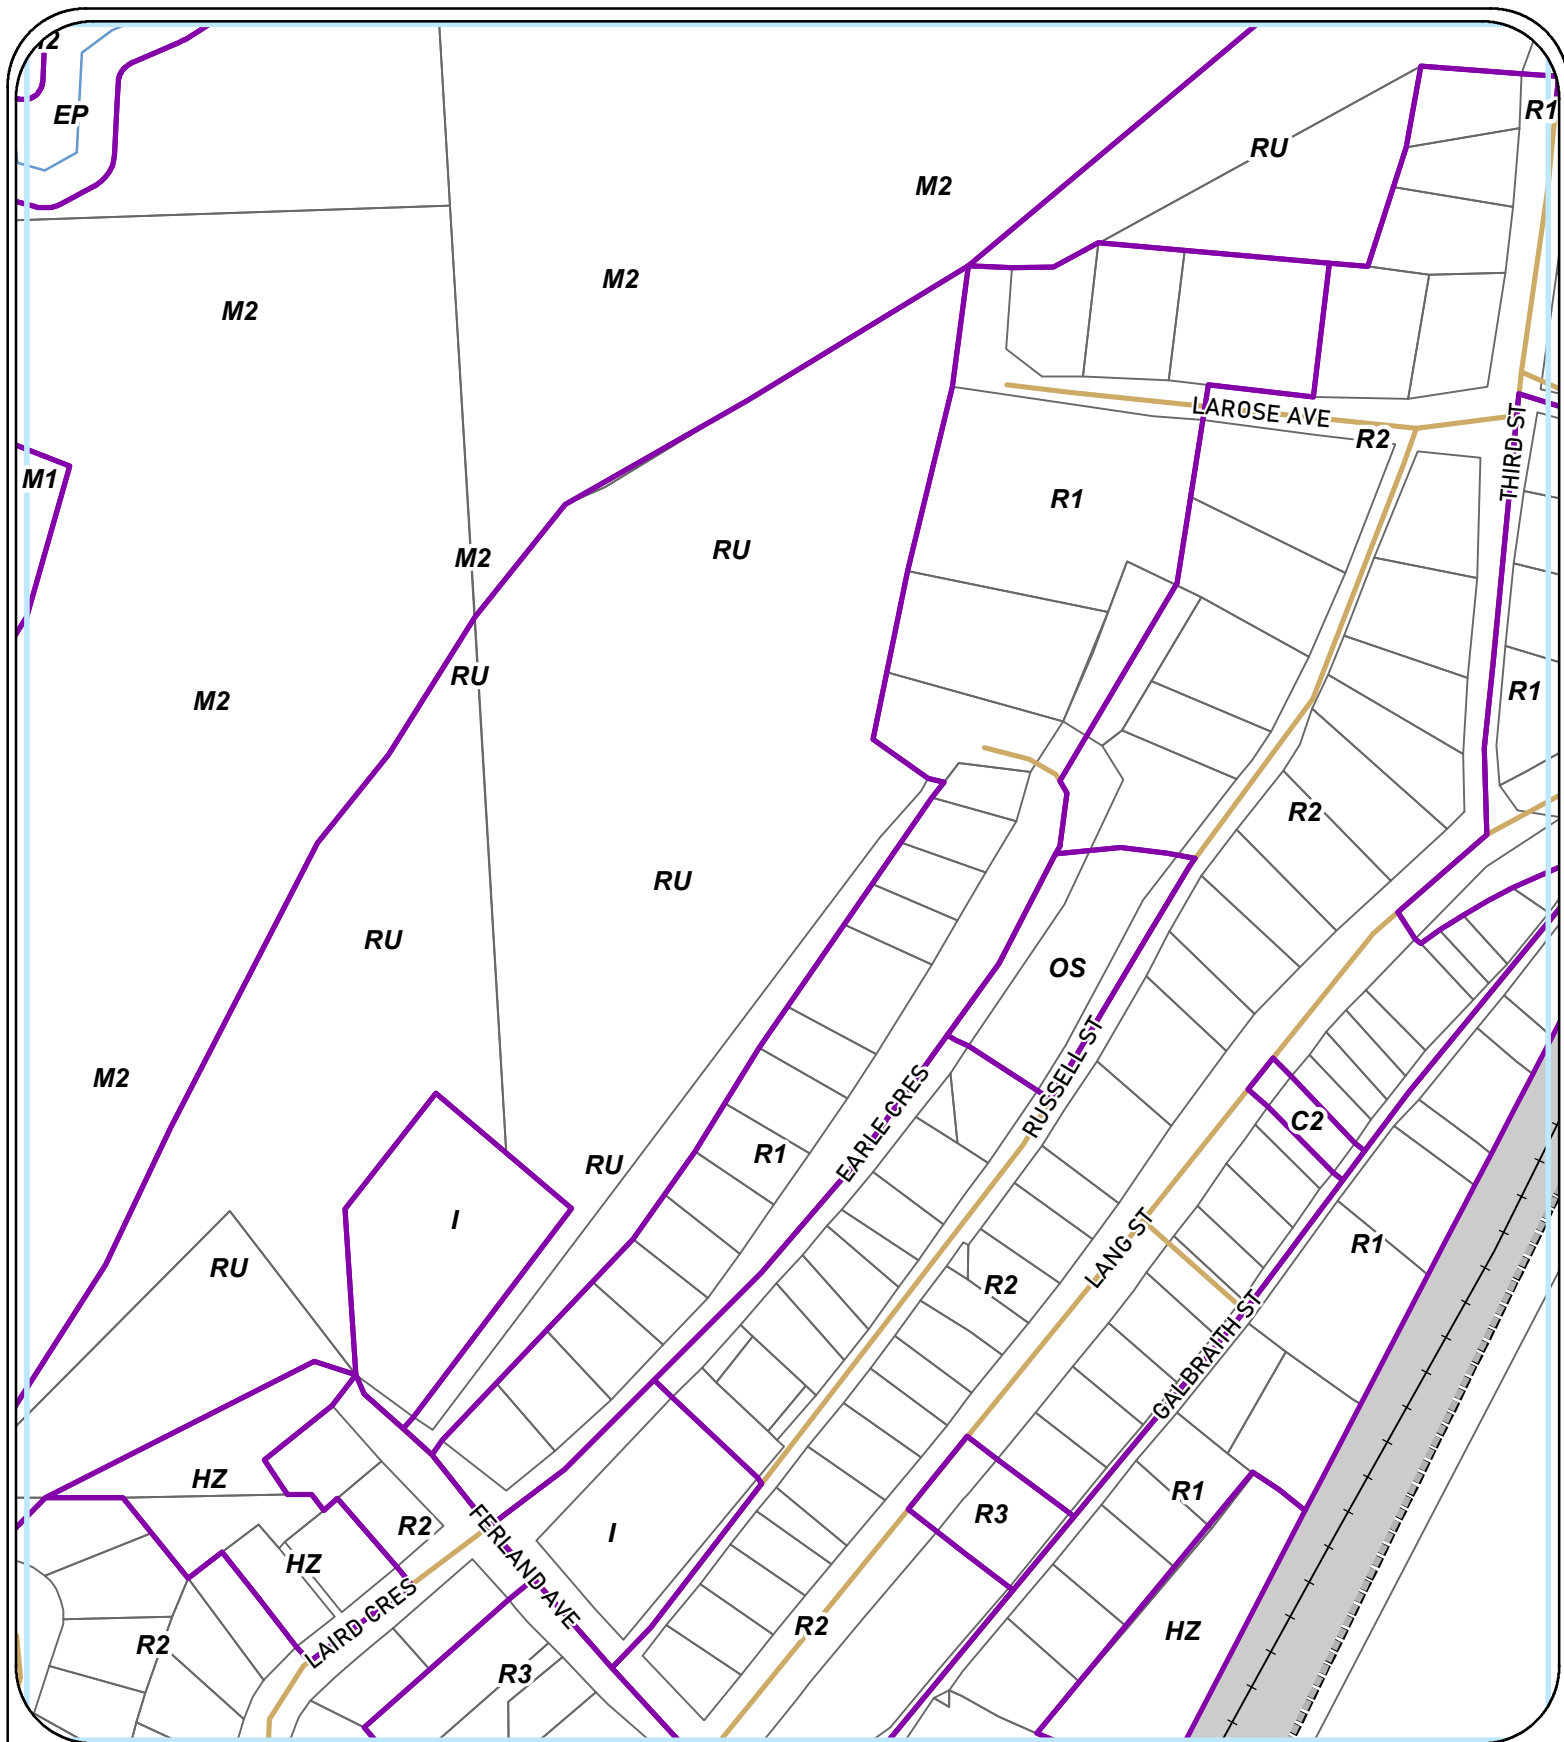 EP
R1
RU
M2
M2
M2
LAROSE AVE
R2
THIRD ST
M1
R1
RU
M2
RU
R1
M2
R2
RU
RU
OS
M2
RUSSELL ST
EARLE CRES
C2
R1
RU
I
LANG ST
R1
RU
R2
GALBRAITH ST
HZ
R1
R3
FERLAND AVE
R2
I
HZ
LAIRD CRES
R2
HZ
R2
R3